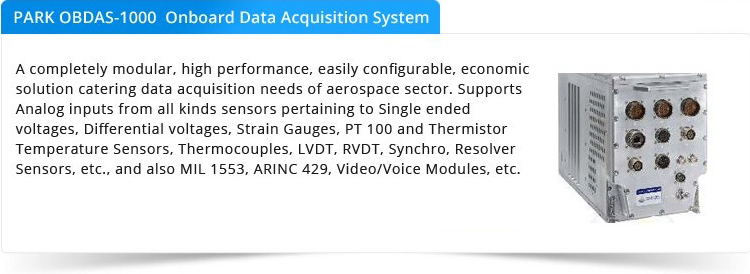 PARK OBDAS-1000 Onboard Data Acquisition System
A completely modular, high performance, easily configurable, economic
solution catering data acquisition needs of aerospace sector. Supports
Analog inputs from all kinds sensors pertaining to Single ended
voltages, Differential voltages, Strain Gauges, PT 100 and Thermistor
Temperature Sensors, Thermocouples, LVDT, RVDT, Synchro, Resolver
Sensors, etc., and also MIL 1553, ARINC 429, Video/Voice Modules, etc.